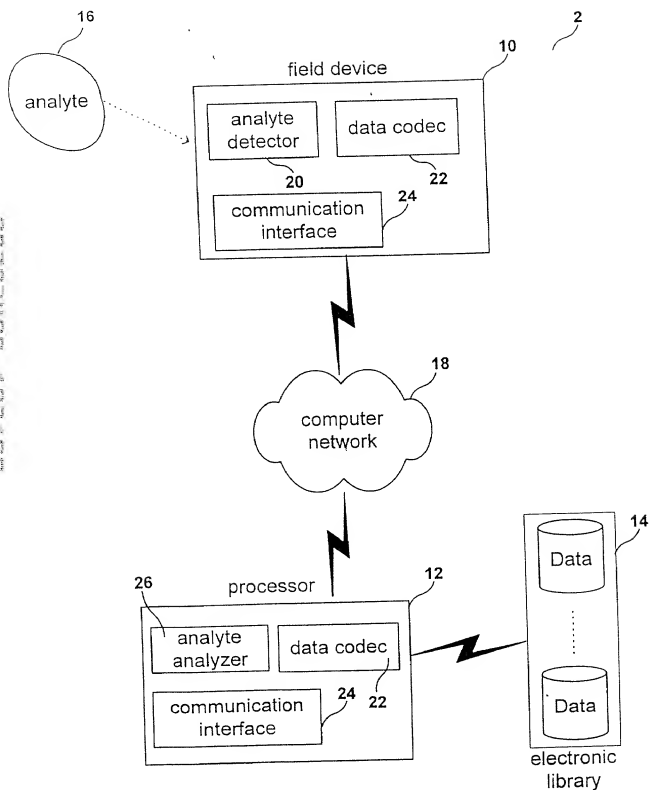 16
2
10
field device
analyte
analyte
detector
data codec
20
22
24
communication
interface
18
computer
network
14
Data
Data
electronic
library
12
processor
26
analyte
analyzer
data codec
22
24
communication
interface